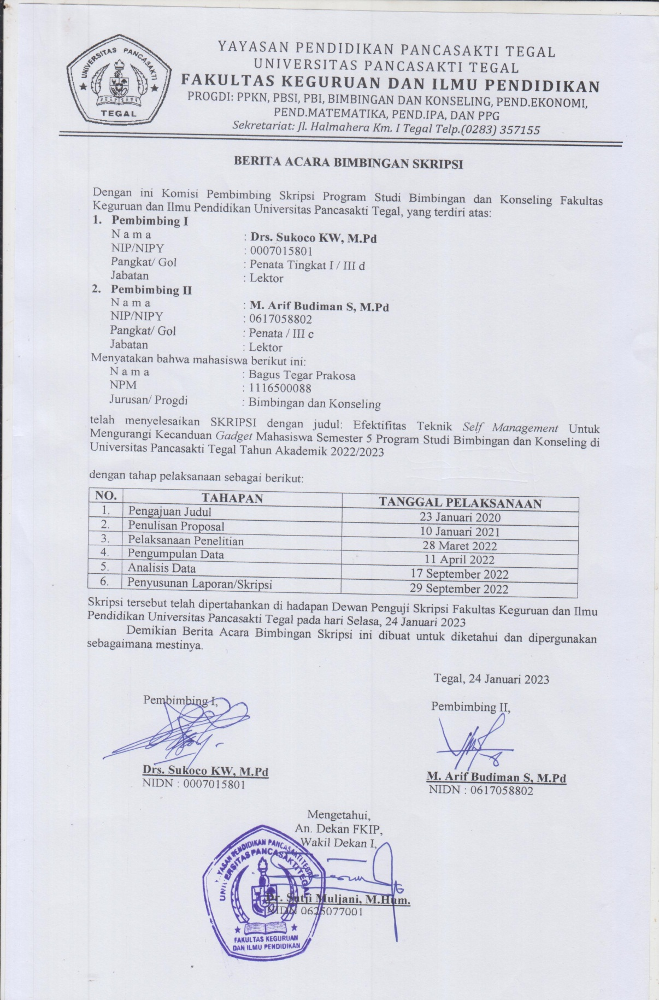 UNIVERSITAS PANCASAKTI
TEGAL
YAYASAN PENDIDIKAN PANCASAKTI TEGAL
UNIVERSITAS PANCASAKTI TEGAL
FAKULTAS KEGURUAN DAN ILMU PENDIDIKAN
PROGDI: PPKN, PBSI, PBI, BIMBINGAN DAN KONSELING, PEND.EKONOMI,
PEND.MATEMATIKA, PEND.IPA, DAN PPG
Sekretariat: Jl. Halmahera Km. I Tegal Telp.(0283) 357155
BERITA ACARA BIMBINGAN SKRIPSI
Dengan ini Komisi Pembimbing Skripsi Program Studi Bimbingan dan Konseling Fakultas
Keguruan dan Ilmu Pendidikan Universitas Pancasakti Tegal, yang terdiri atas:
1. Pembimbing I
N a m a : Drs. Sukoco KW, M.Pd
NIP/NIPY : 0007015801
Pangkat/ Gol : Penata Tingkat I / III d
Jabatan : Lektor
2. Pembimbing II
N a m a : M. Arif Budiman S, M.Pd
NIP/NIPY : 0617058802
Pangkat/ Gol : Penata / III c
Jabatan : Lektor
Menyatakan bahwa mahasiswa berikut ini:
N a m a : Bagus Tegar Prakosa
NPM : 1116500088
Jurusan/ Progdi : Bimbingan dan Konseling
telah menyelesaikan SKRIPSI dengan judul: Efektifitas Teknik Self Management Untuk
Mengurangi Kecanduan Gadget Mahasiswa Semester 5 Program Studi Bimbingan dan Konseling di
Universitas Pancasakti Tegal Tahun Akademik 2022/2023
dengan tahap pelaksanaan sebagai berikut:
NO. TAHAPAN TANGGAL PELAKSANAAN
1. Pengajuan Judul 23 Januari 2020
2. Penulisan Proposal 10 Januari 2021
3. Pelaksanaan Penelitian 28 Maret 2022
4. Pengumpulan Data 11 April 2022
5. Analisis Data 17 September 2022
6. Penyusunan Laporan/Skripsi 29 September 2022
Skripsi tersebut telah dipertahankan di hadapan Dewan Penguji Skripsi Fakultas Keguruan dan Ilmu
Pendidikan Universitas Pancasakti Tegal pada hari Selasa, 24 Januari 2023
Demikian Berita Acara Bimbingan Skripsi ini dibuat untuk diketahui dan dipergunakan
sebagaimana mestinya.
Tegal, 24 Januari 2023
Pembimbing I, Pembimbing II,
Drs. Sukoco KW, M.Pd M. Arif Budiman S, M.Pd
NIDN : 0007015801 NIDN : 0617058802
Mengetahui,
An. Dekan FKIP,
Wakil Dekan I,
Dr. Sutji Muljani, M.Hum.
NIDN 0625077001
YAYASAN PENDIDIKAN PANCASAKTI TEGAL
UNIVERSITAS PANCASAKTI TEGAL
FAKULTAS KEGURUAN
DAN ILMU PENDIDIKAN